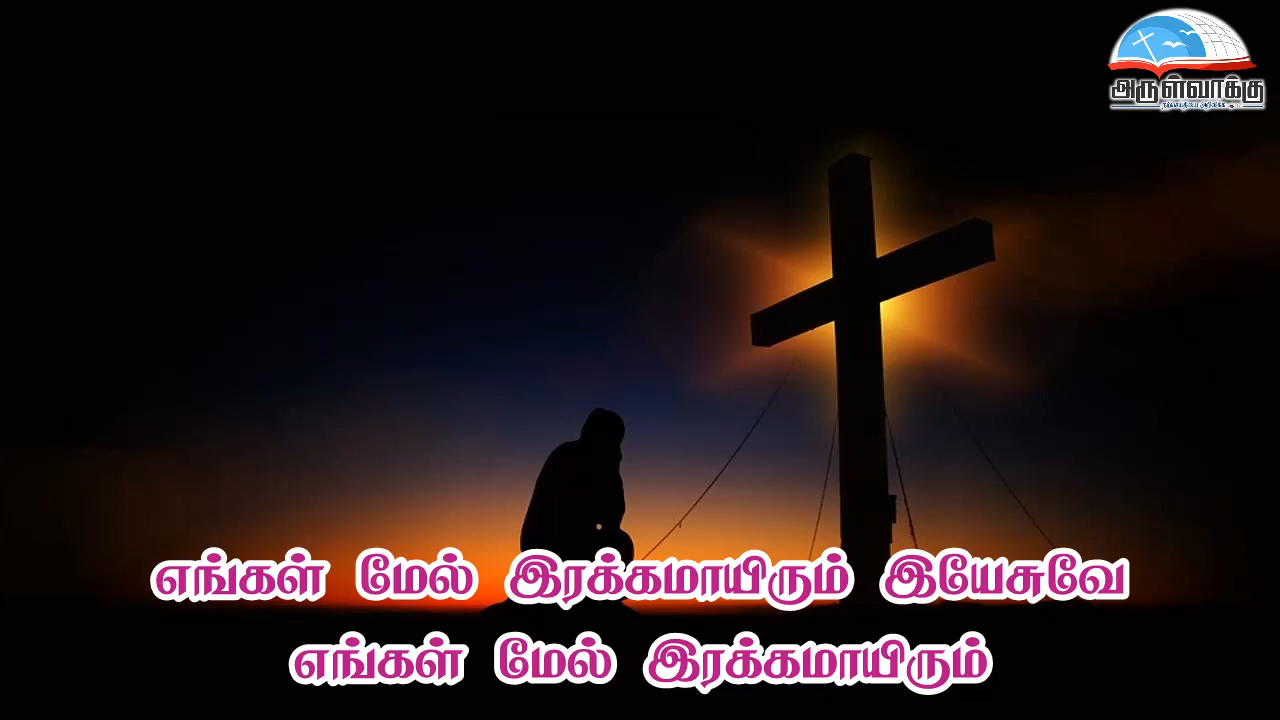 அருள்வாக்கு
எங்கள் மேல் இரக்கமாயிரும் இயேசுவே
எங்கள் மேல் இரக்கமாயிரும்